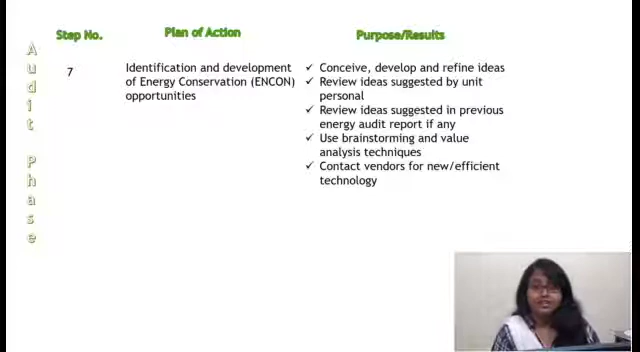 Step No.
Plan of Action
Purpose/Results
Audit Phase
7
Identification and development
of Energy Conservation (ENCON)
opportunities
✓ Conceive, develop and refine ideas
✓ Review ideas suggested by unit
personal
✓ Review ideas suggested in previous
energy audit report if any
✓ Use brainstorming and value
analysis techniques
✓ Contact vendors for new/efficient
technology